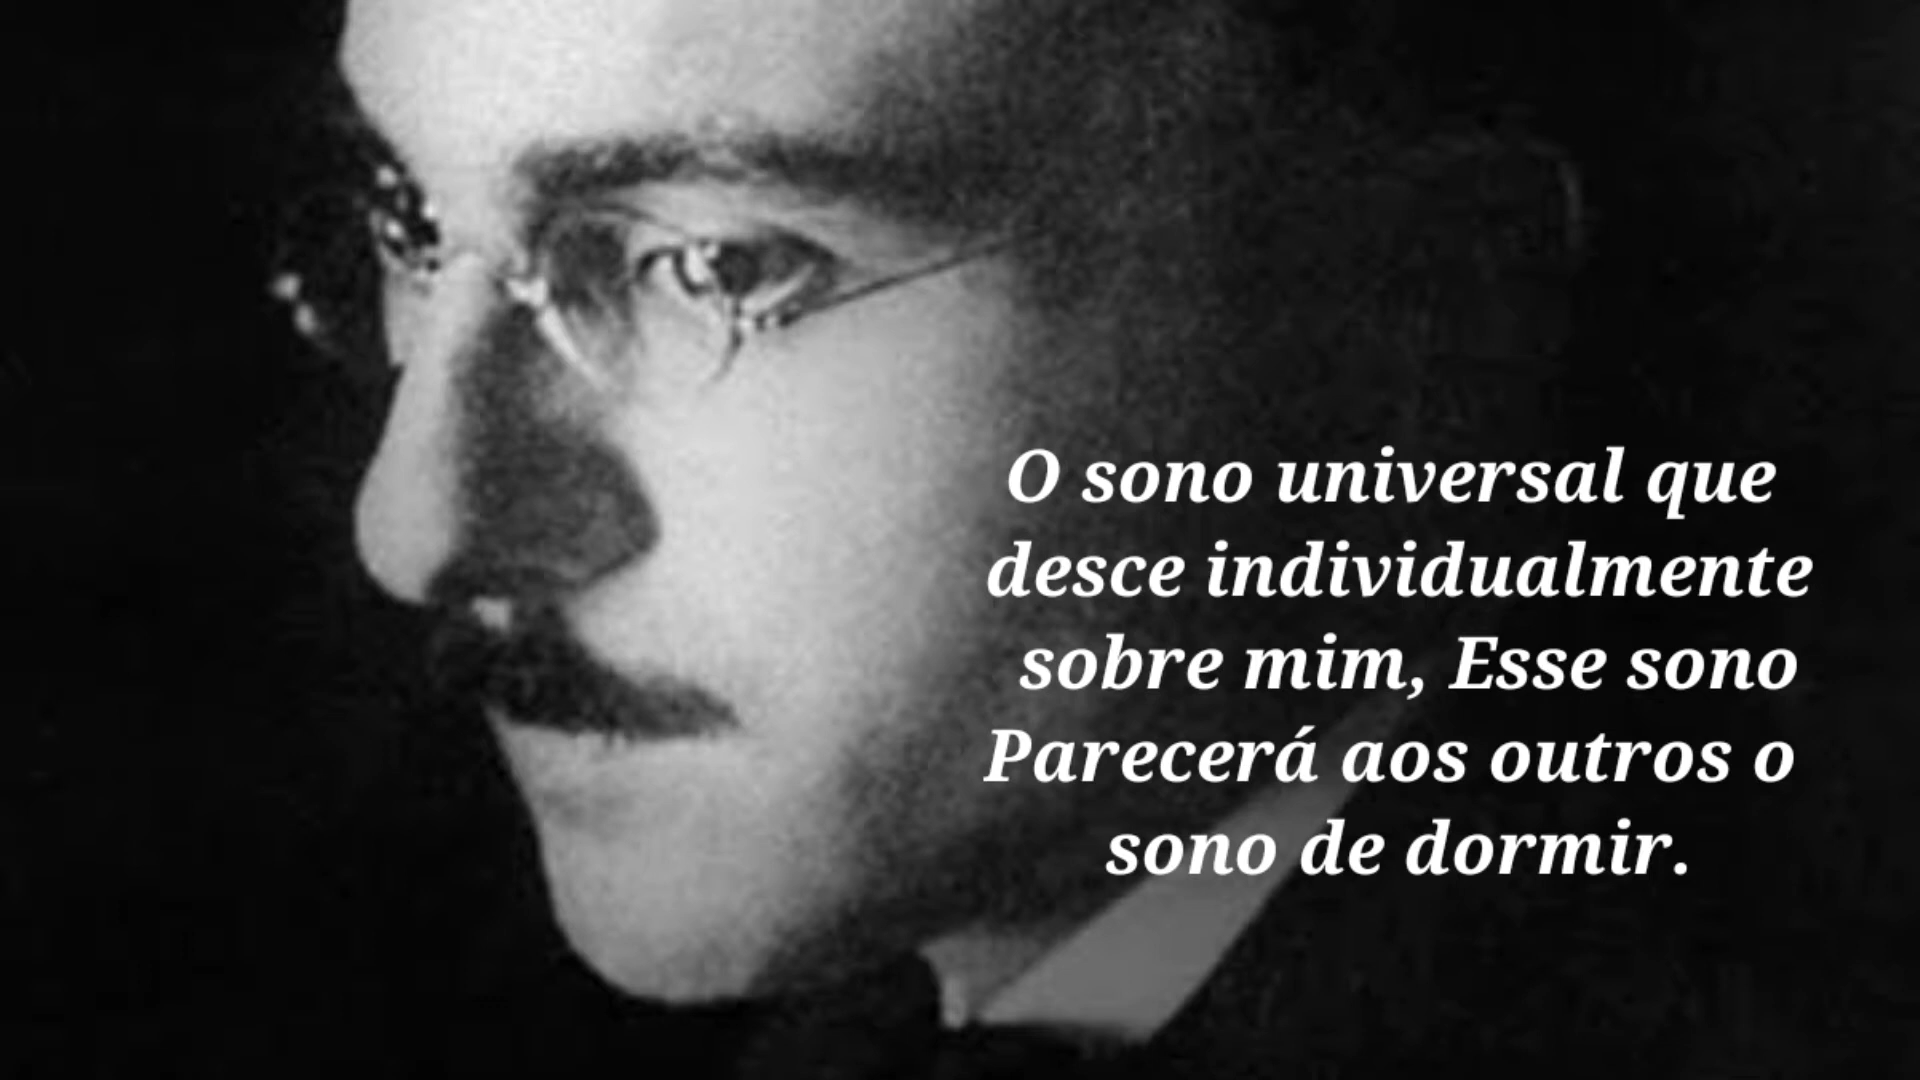 O sono universal que
desce individualmente
sobre mim, Esse sono
Parecerá aos outros o
sono de dormir.